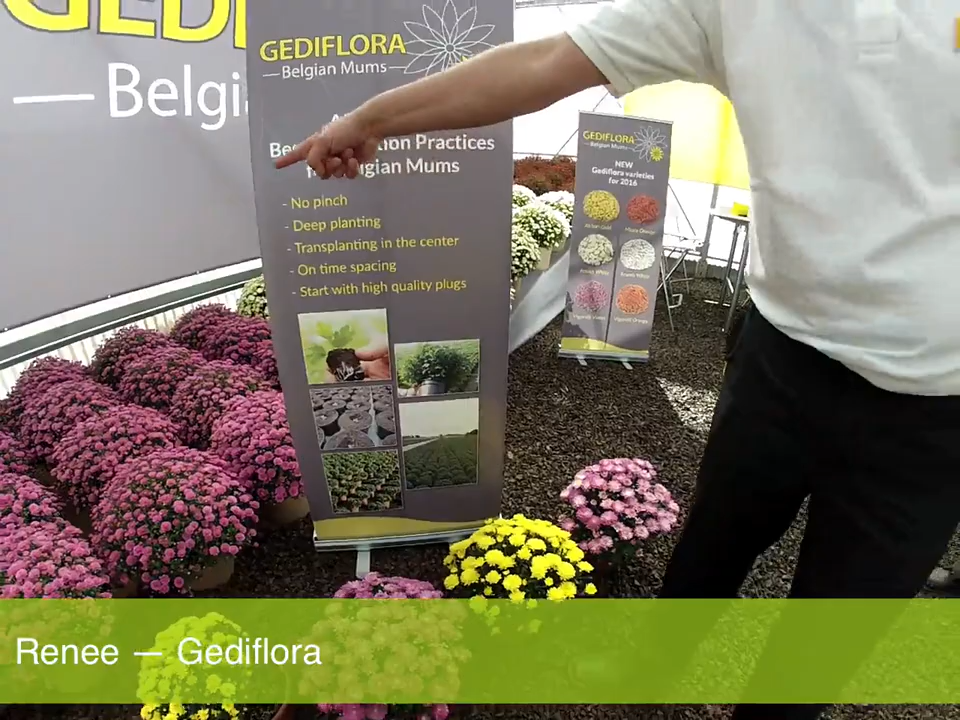 GEDIFLORA
— Belgi
GEDIFLORA
— Belgian Mums —
tion Practices
gian Mums
- No pinch
- Deep planting
- Transplanting in the center
- On time spacing
- Start with high quality plugs
GEDIFLORA
— Belgian Mums —
NEW
Gediflora varieties
for 2016
Renee — Gediflora